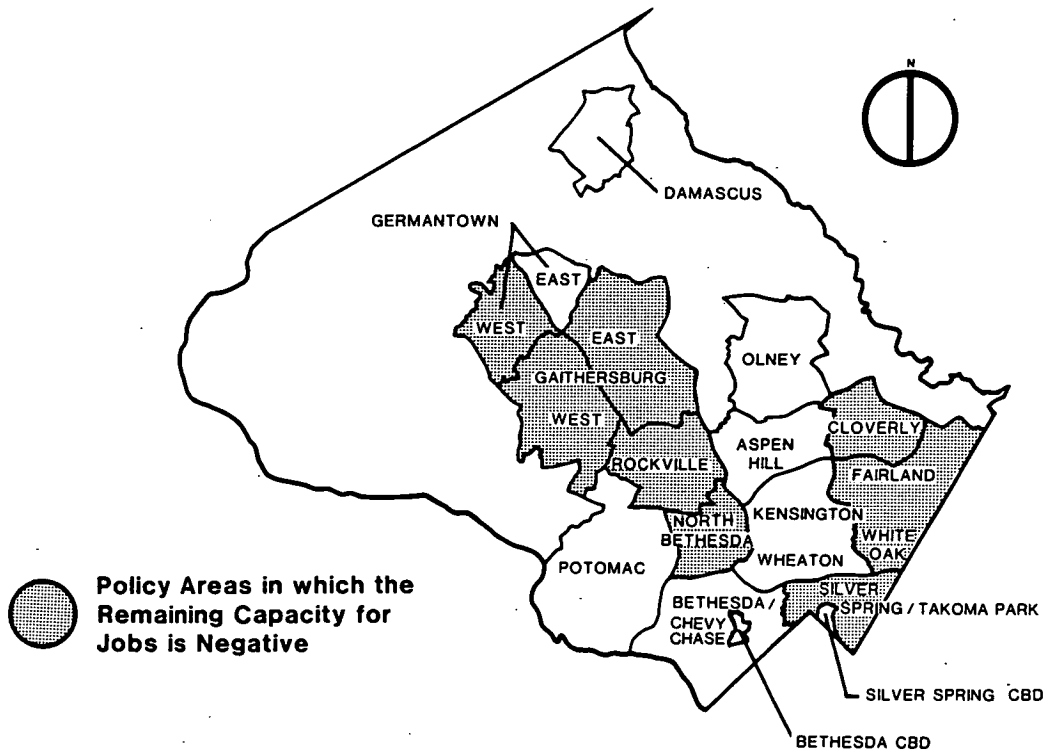 N
DAMASCUS
GERMANTOWN
EAST
WEST
EAST
OLNEY
GAITHERSBURG
WEST
CLOVERLY
ASPEN
HILL
ROCKVILLE
FAIRLAND
KENSINGTON
NORTH
BETHESDA
WHITE
OAK
WHEATON
POTOMAC
Policy Areas in which the
Remaining Capacity for
Jobs is Negative
SILVER
SPRING / TAKOMA PARK
BETHESDA /
CHEVY
CHASE
SILVER SPRING CBD
BETHESDA CBD